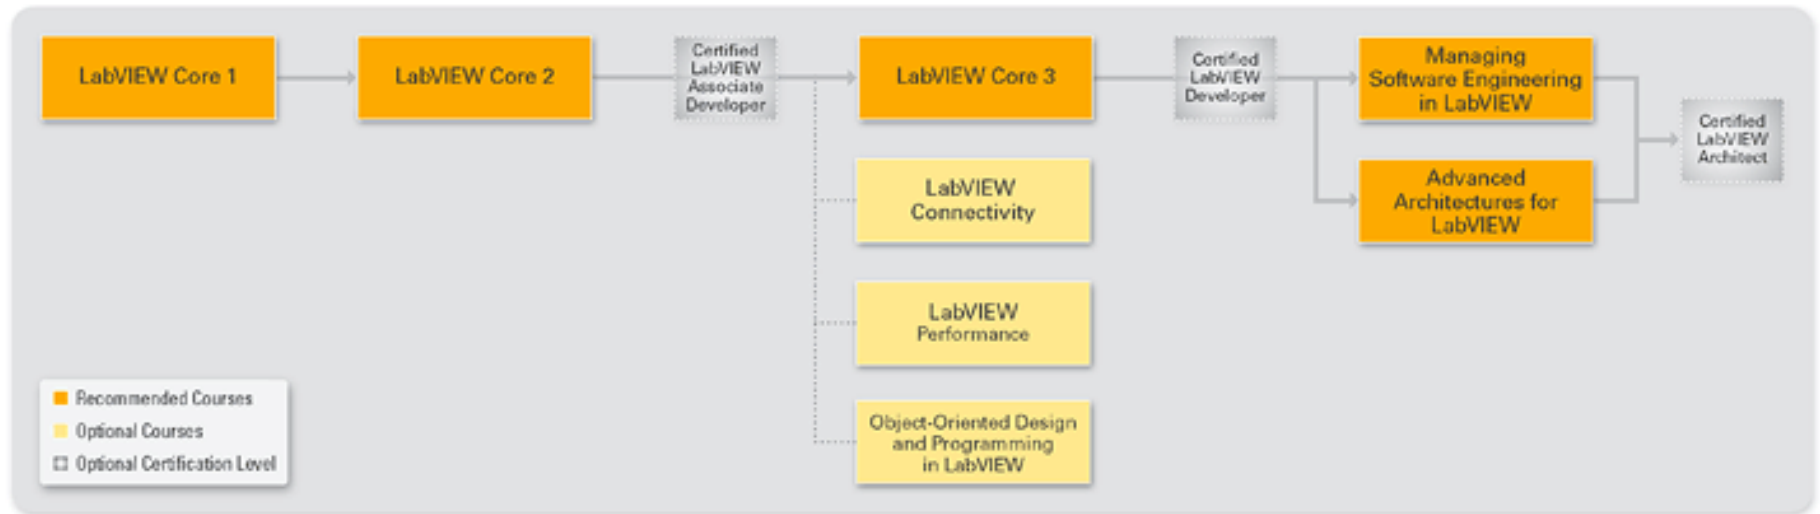 LabVIEW Core 1
LabVIEW Core 2
Certified
LabVIEW
Associate
Developer
LabVIEW Core 3
Certified
LabVIEW
Developer
Managing
Software Engineering
in LabVIEW
Certified
LabVIEW
Architect
LabVIEW
Connectivity
Advanced
Architectures for
LabVIEW
LabVIEW
Performance
Object-Oriented Design
and Programming
in LabVIEW
Recommended Courses
Optional Courses
Optional Certification Level